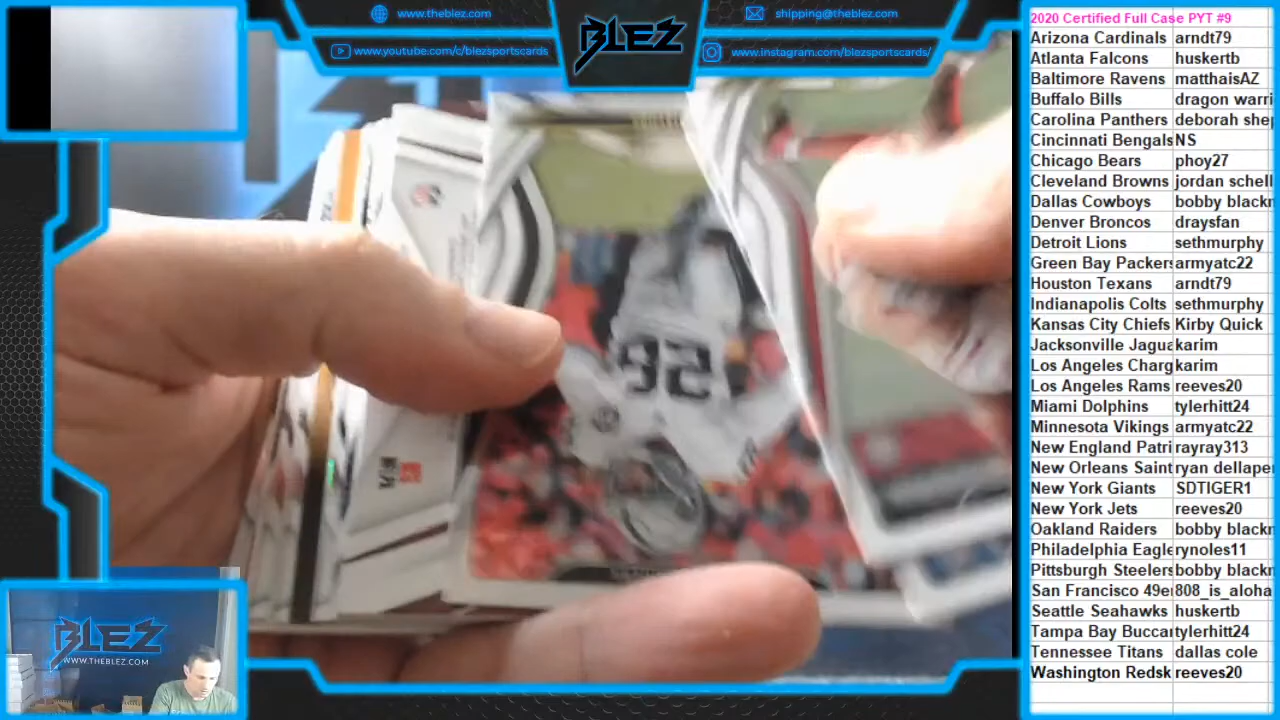 www.theblez.com
www.youtube.com/c/blezsportscards
BLEZ
shipping@theblez.com
www.instagram.com/blezsportscards/
2020 Certified Full Case PYT #9
Arizona Cardinals arndt79
Atlanta Falcons huskertb
Baltimore Ravens matthaisAZ
Buffalo Bills dragon warri
Carolina Panthers deborah shep
Cincinnati Bengals NS
Chicago Bears phoy27
Cleveland Browns jordan schell
Dallas Cowboys bobby blackn
Denver Broncos draysfan
Detroit Lions sethmurphy
Green Bay Packers armyatc22
Houston Texans arndt79
Indianapolis Colts sethmurphy
Kansas City Chiefs Kirby Quick
Jacksonville Jagua karim
Los Angeles Charg karim
Los Angeles Rams reeves20
Miami Dolphins tylerhitt24
Minnesota Vikings armyatc22
New England Patri rayray313
New Orleans Saint ryan dellaper
New York Giants SDTIGER1
New York Jets reeves20
Oakland Raiders bobby blackn
Philadelphia Eagle rynoles11
Pittsburgh Steelers bobby blackn
San Francisco 49e 808_is_aloha
Seattle Seahawks huskertb
Tampa Bay Buccan tylerhitt24
Tennessee Titans dallas cole
Washington Redsk reeves20
92
BLEZ
WWW.THEBLEZ.COM